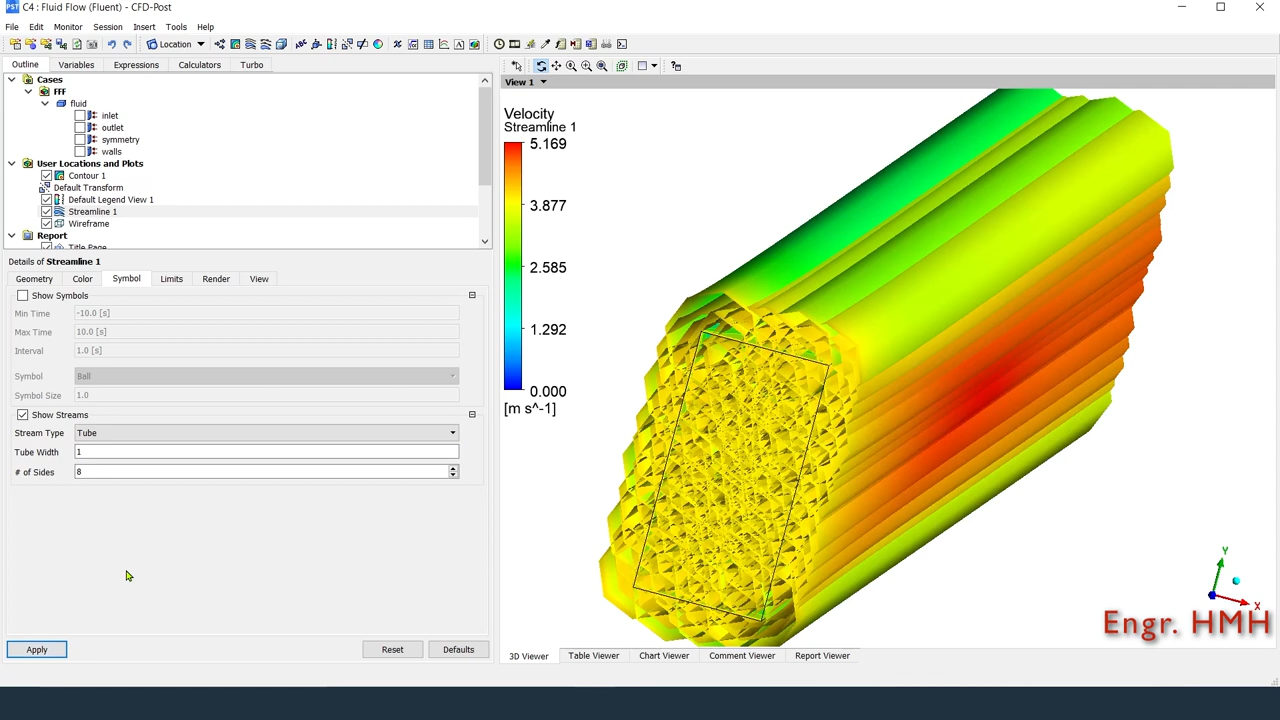 PST C4 : Fluid Flow (Fluent) - CFD-Post
File Edit Monitor Session Insert Tools Help
Location
Outline Variables Expressions Calculators Turbo
Cases
FFF
fluid
inlet
outlet
symmetry
walls
User Locations and Plots
Contour 1
Default Transform
Default Legend View 1
Streamline 1
Wireframe
Report
Title Page
Details of Streamline 1
Geometry Color Symbol Limits Render View
Show Symbols
Min Time -10.0 [s]
Max Time 10.0 [s]
Interval 1.0 [s]
Symbol Ball
Symbol Size 1.0
Show Streams
Stream Type Tube
Tube Width 1
# of Sides 8
Apply Reset Defaults
View 1
Velocity
Streamline 1
5.169
3.877
2.585
1.292
0.000
[m s^-1]
Y
X
Engr. HMH
3D Viewer Table Viewer Chart Viewer Comment Viewer Report Viewer